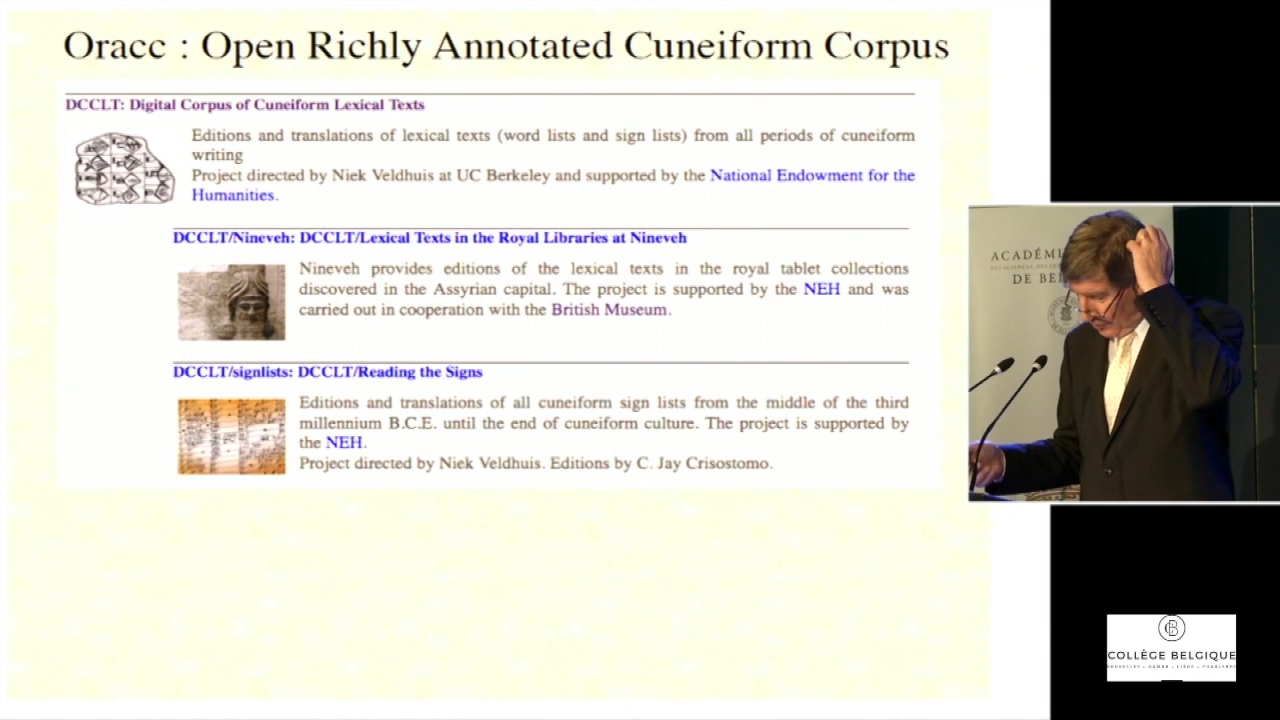 Oracc : Open Richly Annotated Cuneiform Corpus
DCCLT: Digital Corpus of Cuneiform Lexical Texts
Editions and translations of lexical texts (word lists and sign lists) from all periods of cuneiform
writing
Project directed by Niek Veldhuis at UC Berkeley and supported by the National Endowment for the
Humanities.
DCCLT/Nineveh: DCCLT/Lexical Texts in the Royal Libraries at Nineveh
Nineveh provides editions of the lexical texts in the royal tablet collections
discovered in the Assyrian capital. The project is supported by the NEH and was
carried out in cooperation with the British Museum.
DCCLT/signlists: DCCLT/Reading the Signs
Editions and translations of all cuneiform sign lists from the middle of the third
millennium B.C.E. until the end of cuneiform culture. The project is supported by
the NEH.
Project directed by Niek Veldhuis. Editions by C. Jay Crisostomo.
ACADÉMI
DE BE
CB
COLLÈGE BELGIQUE